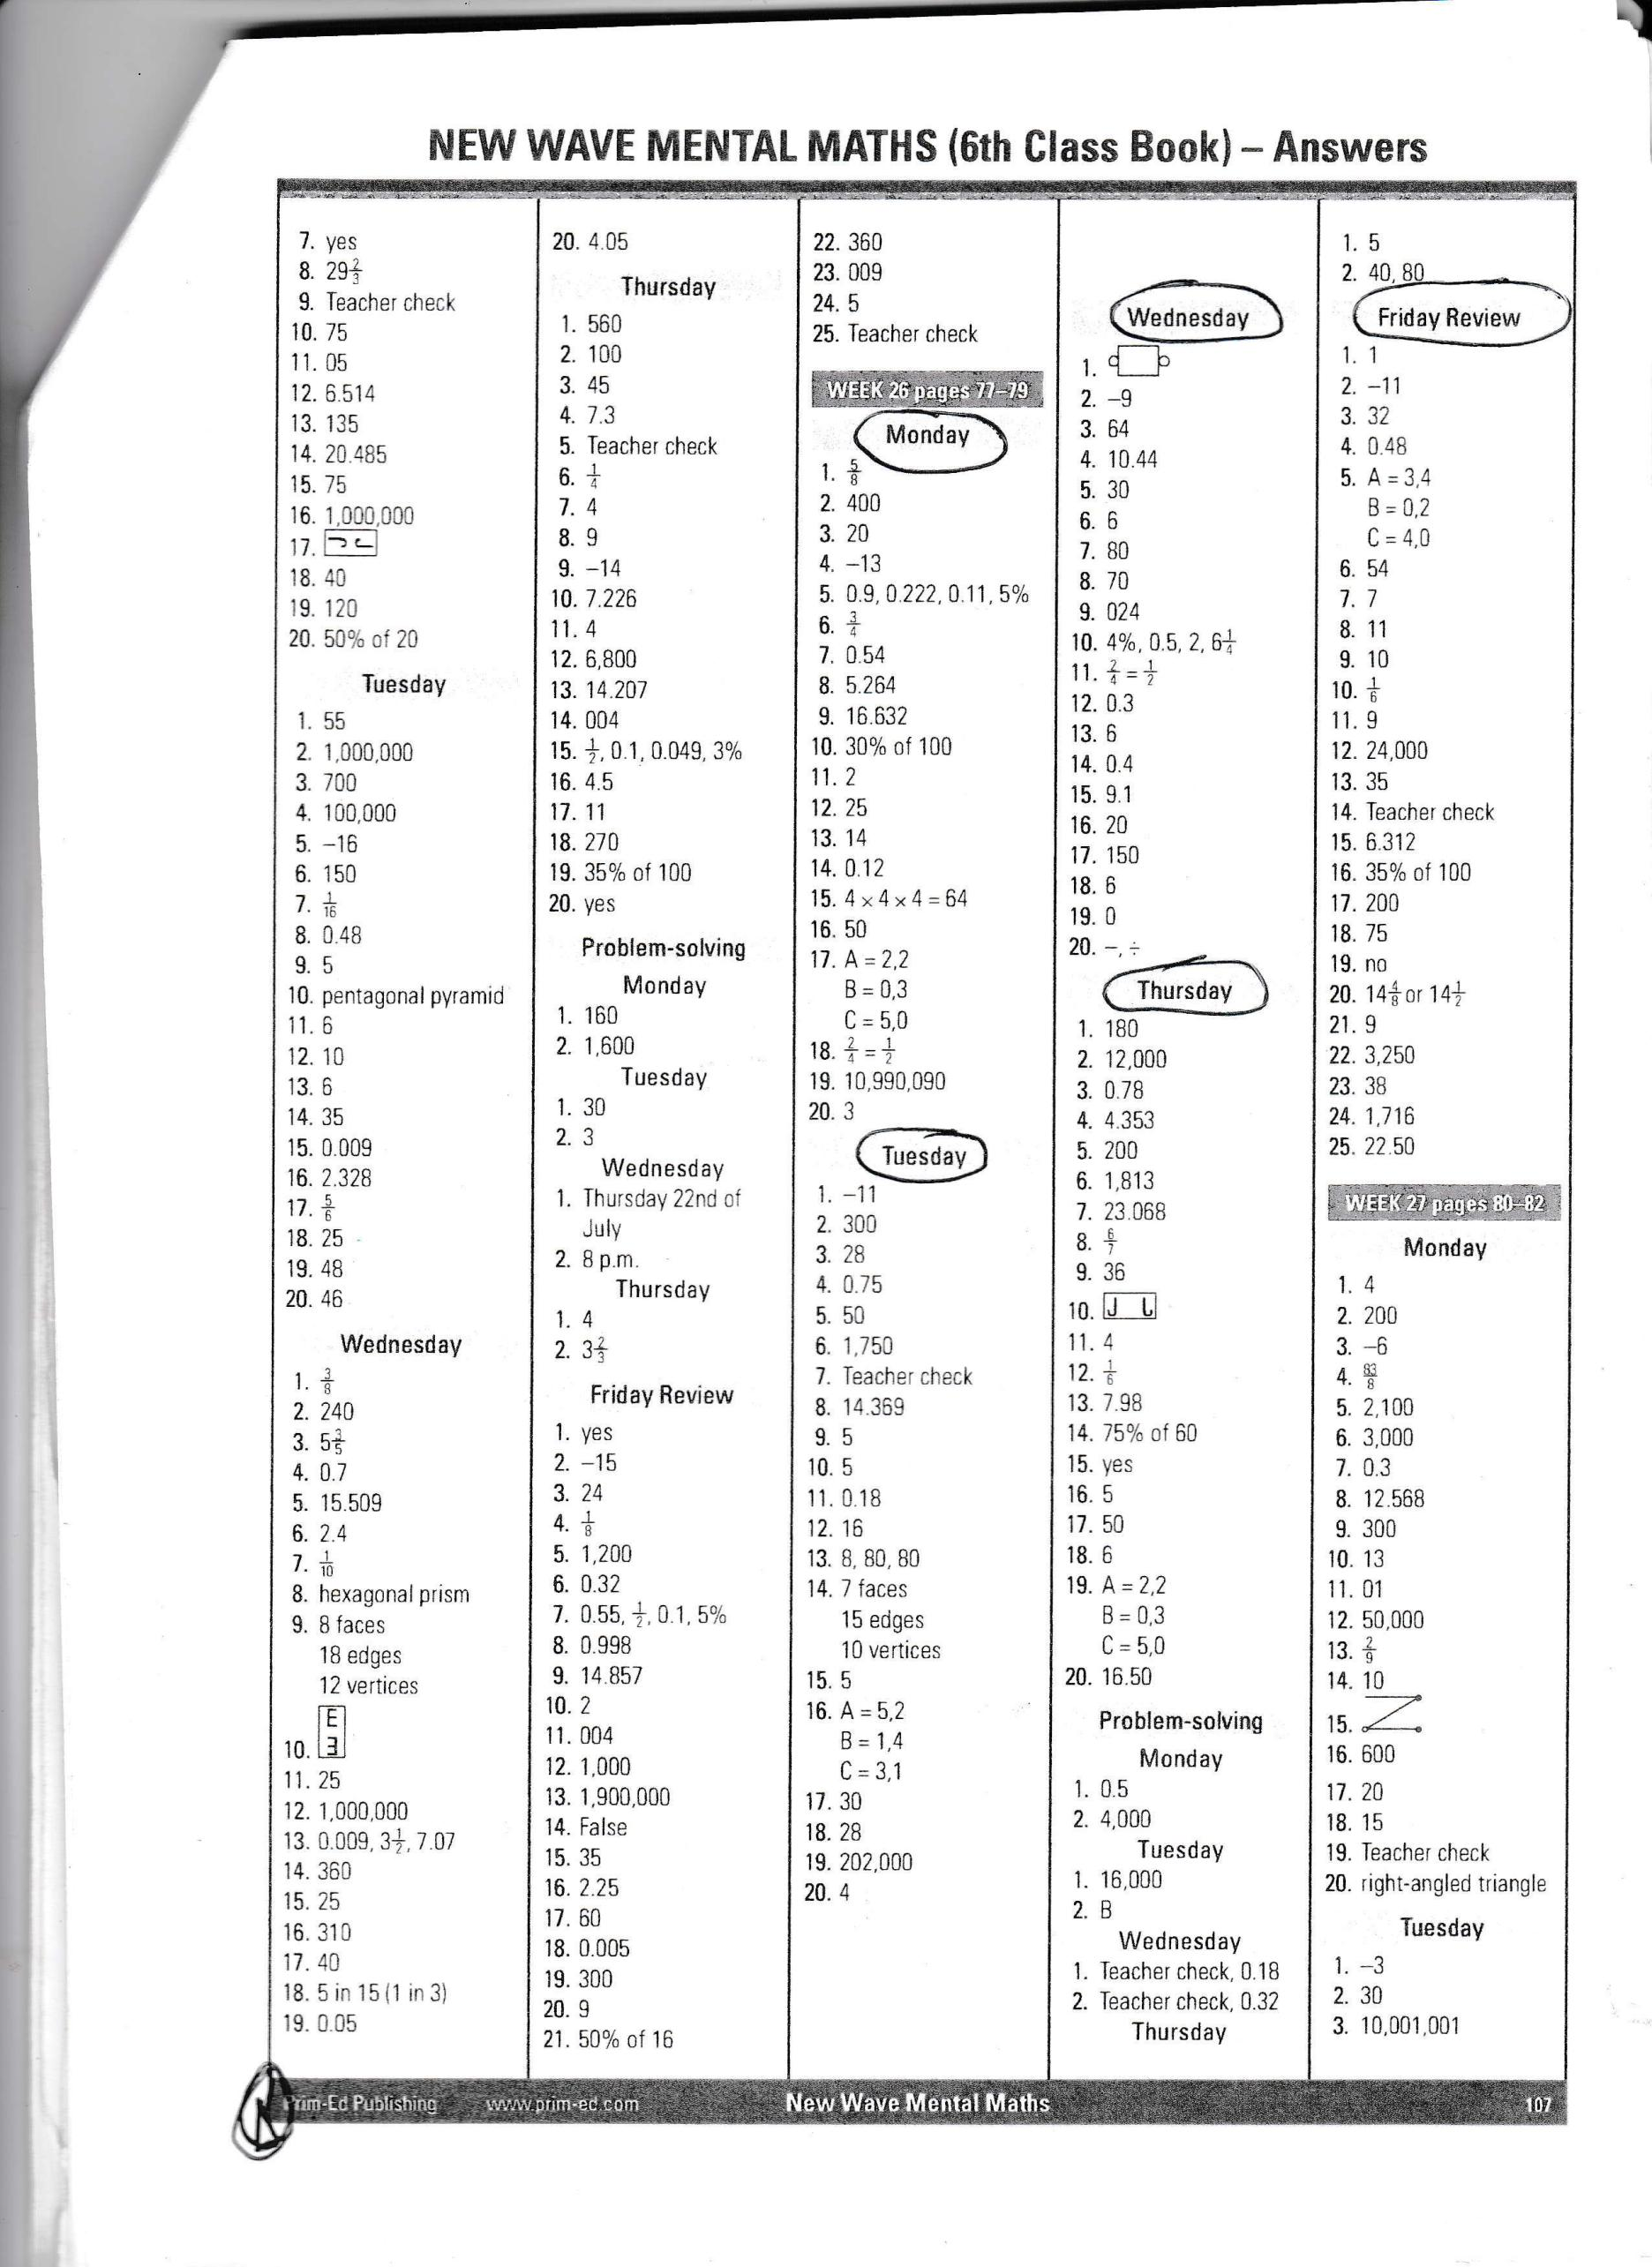 NEW WAVE MENTAL MATHS (6th Class Book) – Answers
7. yes
8. 29⅔
9. Teacher check
10. 75
11. 05
12. 6.514
13. 135
14. 20.485
15. 75
16. 1,000,000
17.
18. 40
19. 120
20. 50% of 20
Tuesday
1. 55
2. 1,000,000
3. 700
4. 100,000
5. –16
6. 150
7. 1/16
8. 0.48
9. 5
10. pentagonal pyramid
11. 6
12. 10
13. 6
14. 35
15. 0.009
16. 2.328
17. 5/6
18. 25
19. 48
20. 46
Wednesday
1. 3/8
2. 240
3. 5 3/5
4. 0.7
5. 15.509
6. 2.4
7. 1/10
8. hexagonal prism
9. 8 faces
18 edges
12 vertices
E
10. Ǝ
11. 25
12. 1,000,000
13. 0.009, 3½, 7.07
14. 360
15. 25
16. 310
17. 40
18. 5 in 15 (1 in 3)
19. 0.05
20. 4.05
Thursday
1. 560
2. 100
3. 45
4. 7.3
5. Teacher check
6. ¼
7. 4
8. 9
9. –14
10. 7.226
11. 4
12. 6,800
13. 14.207
14. 004
15. ½, 0.1, 0.049, 3%
16. 4.5
17. 11
18. 270
19. 35% of 100
20. yes
Problem-solving
Monday
1. 160
2. 1,600
Tuesday
1. 30
2. 3
Wednesday
1. Thursday 22nd of
July
2. 8 p.m.
Thursday
1. 4
2. 3⅔
Friday Review
1. yes
2. –15
3. 24
4. 1/8
5. 1,200
6. 0.32
7. 0.55, ½, 0.1, 5%
8. 0.998
9. 14.857
10. 2
11. 004
12. 1,000
13. 1,900,000
14. False
15. 35
16. 2.25
17. 60
18. 0.005
19. 300
20. 9
21. 50% of 16
22. 360
23. 009
24. 5
25. Teacher check
WEEK 26 pages 77–79
Monday
1. 5/8
2. 400
3. 20
4. –13
5. 0.9, 0.222, 0.11, 5%
6. ¾
7. 0.54
8. 5.264
9. 16.632
10. 30% of 100
11. 2
12. 25
13. 14
14. 0.12
15. 4 × 4 × 4 = 64
16. 50
17. A = 2,2
B = 0,3
C = 5,0
18. 2/4 = 1/2
19. 10,990,090
20. 3
Tuesday
1. –11
2. 300
3. 28
4. 0.75
5. 50
6. 1,750
7. Teacher check
8. 14.369
9. 5
10. 5
11. 0.18
12. 16
13. 8, 80, 80
14. 7 faces
15 edges
10 vertices
15. 5
16. A = 5,2
B = 1,4
C = 3,1
17. 30
18. 28
19. 202,000
20. 4
Wednesday
1.
2. –9
3. 64
4. 10.44
5. 30
6. 6
7. 80
8. 70
9. 024
10. 4%, 0.5, 2, 6¼
11. 2/4 = 1/2
12. 0.3
13. 6
14. 0.4
15. 9.1
16. 20
17. 150
18. 6
19. 0
20. –, ÷
Thursday
1. 180
2. 12,000
3. 0.78
4. 4.353
5. 200
6. 1,813
7. 23.068
8. 6/7
9. 36
10. J
11. 4
12. 1/6
13. 7.98
14. 75% of 60
15. yes
16. 5
17. 50
18. 6
19. A = 2,2
B = 0,3
C = 5,0
20. 16.50
Problem-solving
Monday
1. 0.5
2. 4,000
Tuesday
1. 16,000
2. B
Wednesday
1. Teacher check, 0.18
2. Teacher check, 0.32
Thursday
1. 5
2. 40, 80
Friday Review
1. 1
2. –11
3. 32
4. 0.48
5. A = 3,4
B = 0,2
C = 4,0
6. 54
7. 7
8. 11
9. 10
10. 1/6
11. 9
12. 24,000
13. 35
14. Teacher check
15. 6.312
16. 35% of 100
17. 200
18. 75
19. no
20. 14 4/8 or 14 1/2
21. 9
22. 3,250
23. 38
24. 1,716
25. 22.50
WEEK 27 pages 80–82
Monday
1. 4
2. 200
3. –6
4. 83/8
5. 2,100
6. 3,000
7. 0.3
8. 12.568
9. 300
10. 13
11. 01
12. 50,000
13. 2/9
14. 10
15.
16. 600
17. 20
18. 15
19. Teacher check
20. right-angled triangle
Tuesday
1. –3
2. 30
3. 10,001,001
Prim-Ed Publishing www.prim-ed.com New Wave Mental Maths 107